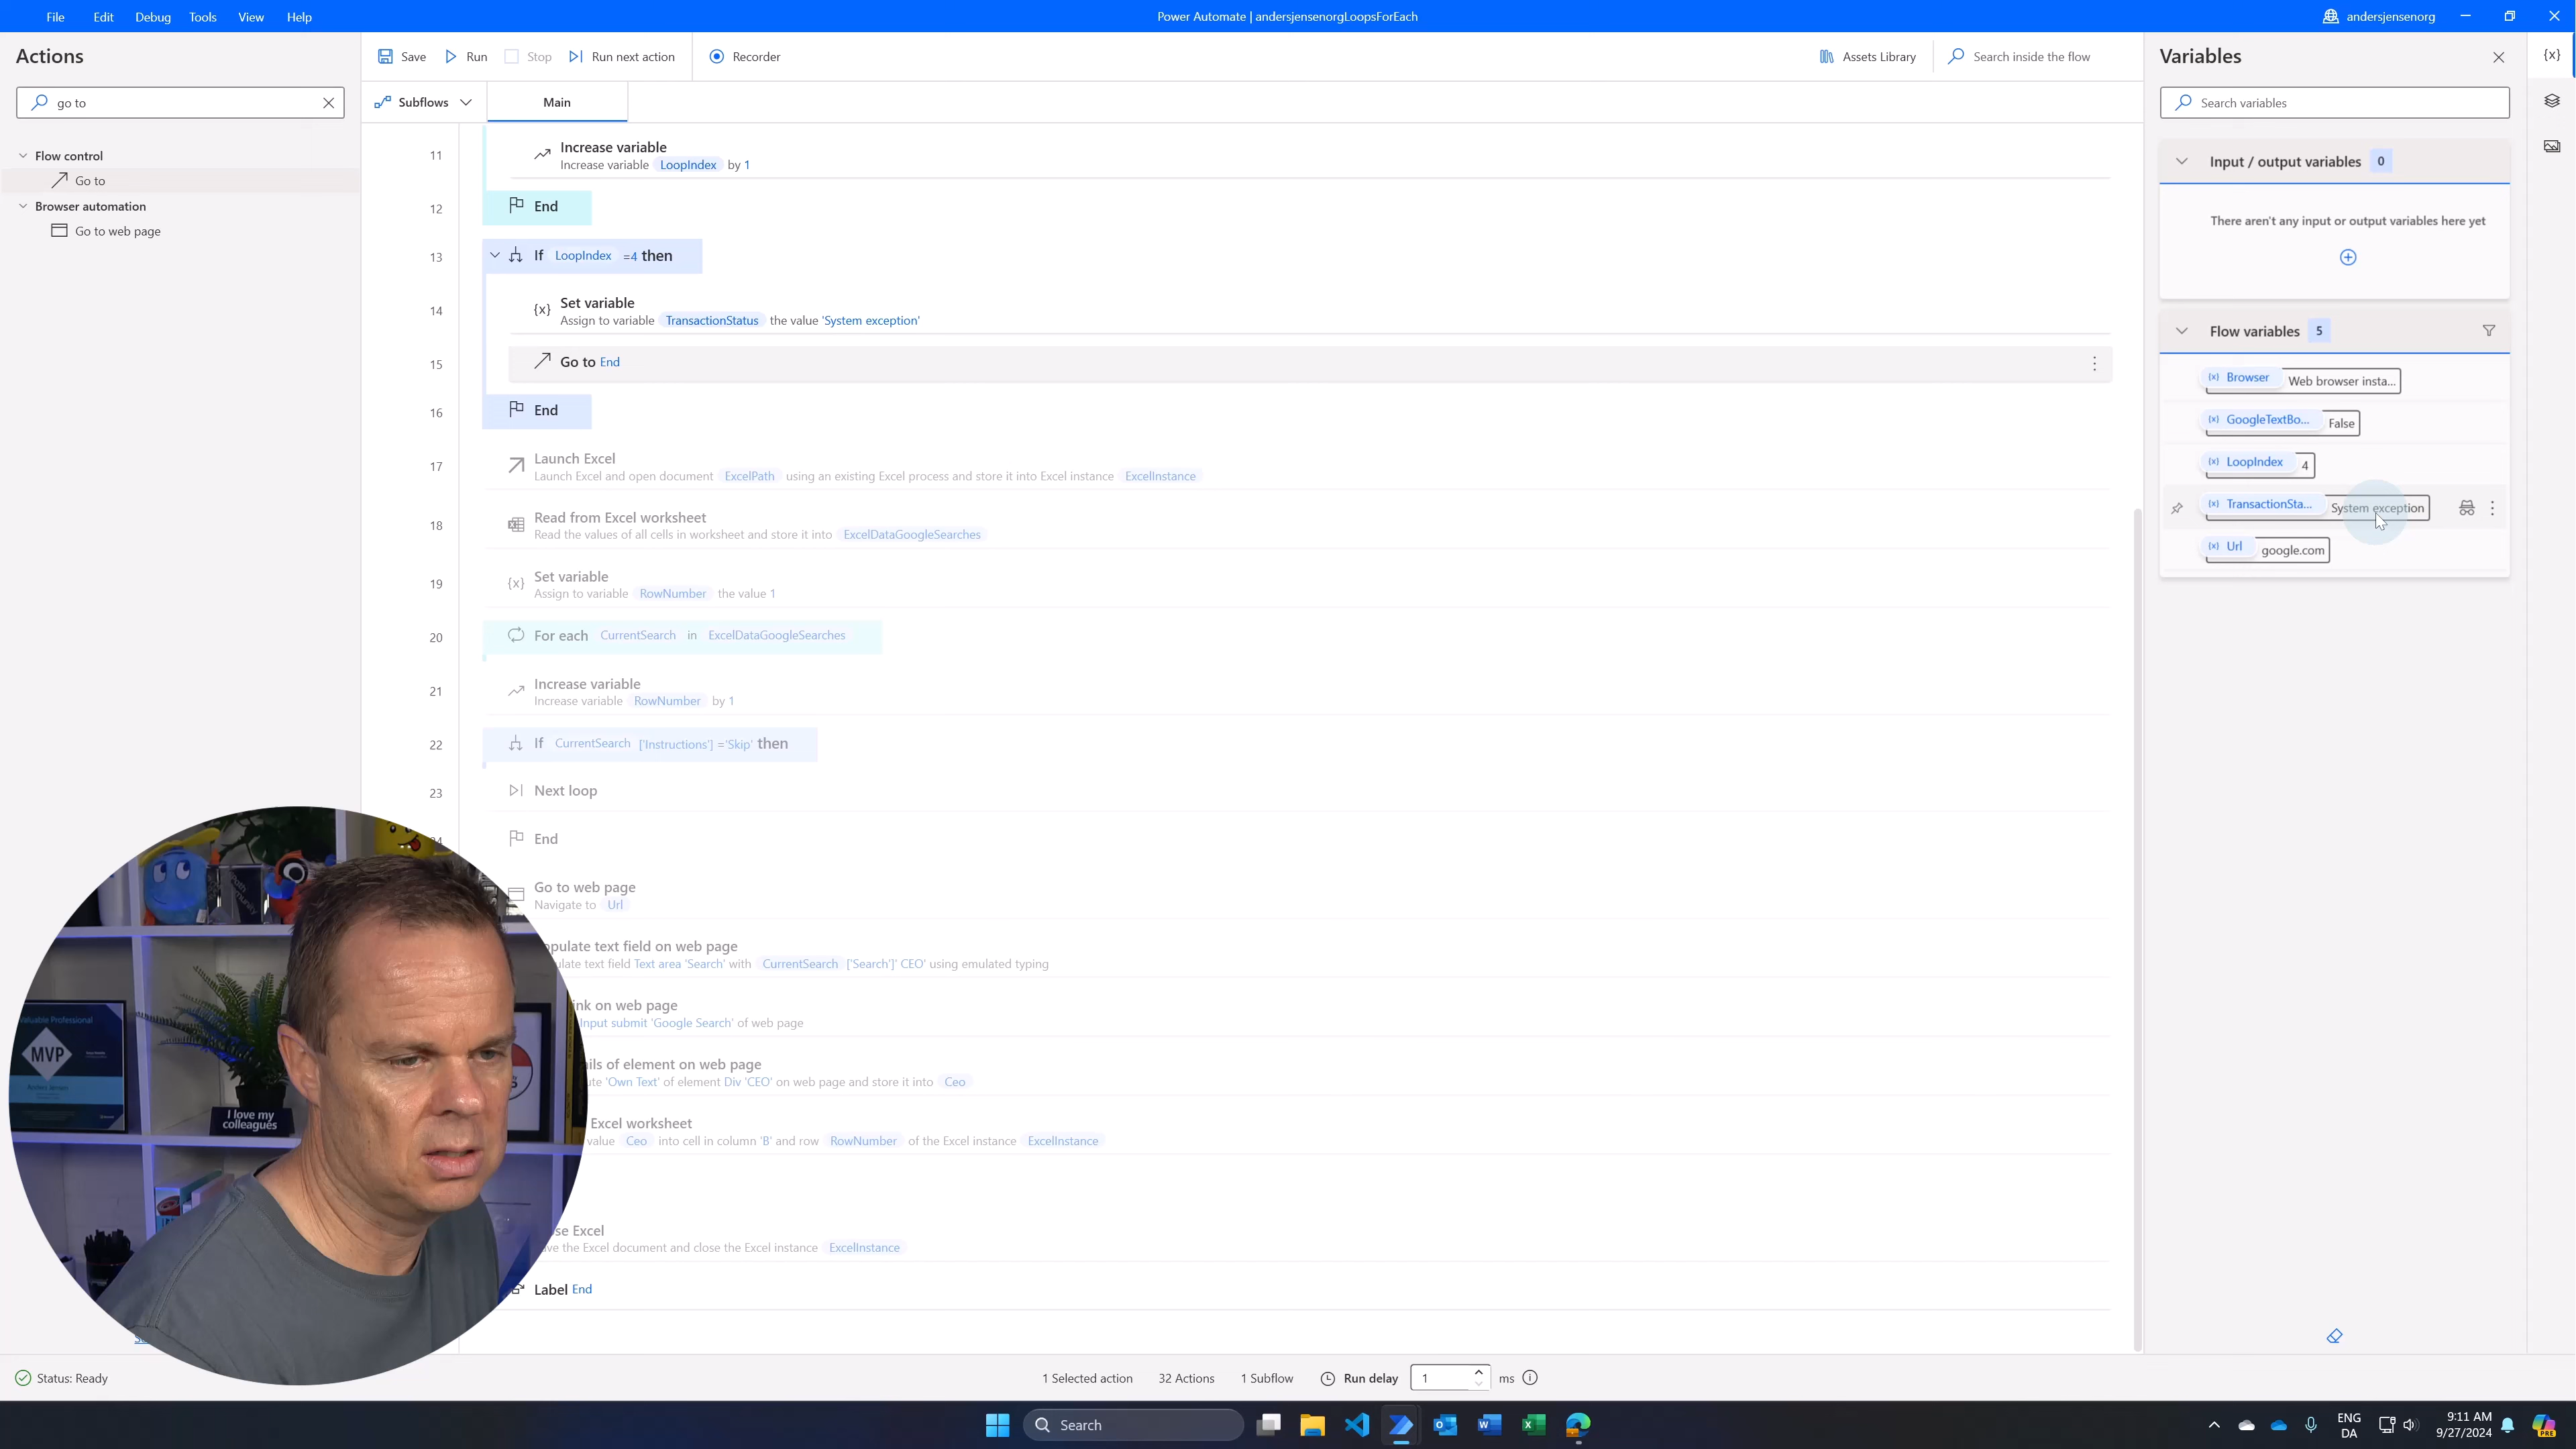 File Edit Debug Tools View Help
Power Automate | andersjensenorgLoopsForEach
andersjensenorg
Actions
go to
Flow control
Go to
Browser automation
Go to web page
Save Run Stop Run next action Recorder
Assets Library Search inside the flow
Subflows Main
11 Increase variable
Increase variable LoopIndex by 1
12 End
13 If LoopIndex =4 then
14 Set variable
Assign to variable TransactionStatus the value 'System exception'
15 Go to End
16 End
17 Launch Excel
Launch Excel and open document ExcelPath using an existing Excel process and store it into Excel instance ExcelInstance
18 Read from Excel worksheet
Read the values of all cells in worksheet and store it into ExcelDataGoogleSearches
19 Set variable
Assign to variable RowNumber the value 1
20 For each CurrentSearch in ExcelDataGoogleSearches
21 Increase variable
Increase variable RowNumber by 1
22 If CurrentSearch ['Instructions'] ='Skip' then
23 Next loop
End
Go to web page
Navigate to Url
opulate text field on web page
ulate text field Text area 'Search' with CurrentSearch ['Search']' CEO' using emulated typing
ink on web page
Input submit 'Google Search' of web page
ils of element on web page
ute 'Own Text' of element Div 'CEO' on web page and store it into Ceo
Excel worksheet
value Ceo into cell in column 'B' and row RowNumber of the Excel instance ExcelInstance
se Excel
ve the Excel document and close the Excel instance ExcelInstance
Label End
Variables
{x}
Search variables
Input / output variables 0
There aren't any input or output variables here yet
Flow variables 5
Browser Web browser insta...
GoogleTextBo... False
LoopIndex 4
TransactionSta... System exception
Url google.com
Valuable Professional
MVP
I love my
colleagues
Status: Ready
1 Selected action 32 Actions 1 Subflow Run delay 1 ms
Search
ENG
DA
9:11 AM
9/27/2024
PRE